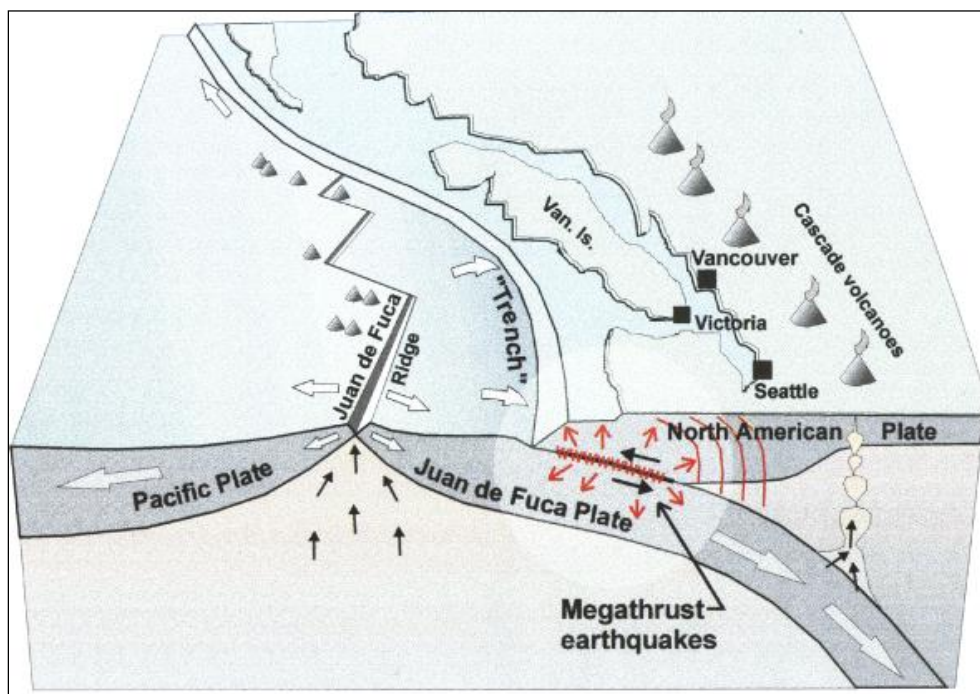 Van. Is.
Vancouver
Victoria
Seattle
Cascade volcanoes
"Trench"
Juan de Fuca
Ridge
North American Plate
Pacific Plate
Juan de Fuca Plate
Megathrust
earthquakes